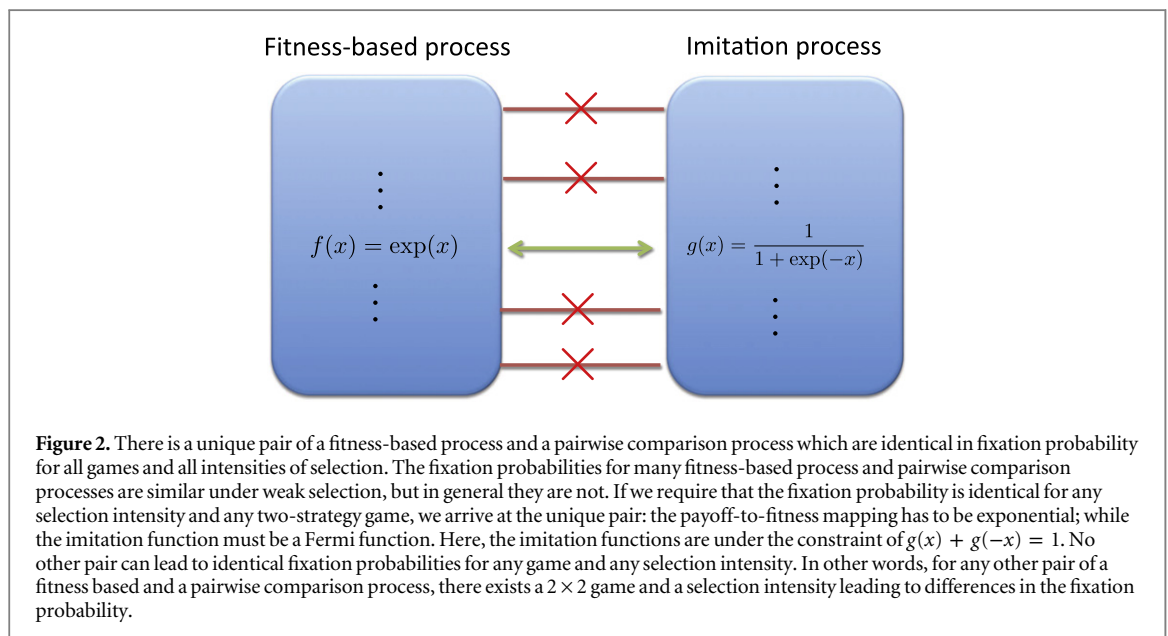 Fitness-based process Imitation process
⋮ ⋮
f(x) = exp(x) g(x) = 1 / (1 + exp(−x))
⋮ ⋮
Figure 2. There is a unique pair of a fitness-based process and a pairwise comparison process which are identical in fixation probability
for all games and all intensities of selection. The fixation probabilities for many fitness-based process and pairwise comparison
processes are similar under weak selection, but in general they are not. If we require that the fixation probability is identical for any
selection intensity and any two-strategy game, we arrive at the unique pair: the payoff-to-fitness mapping has to be exponential; while
the imitation function must be a Fermi function. Here, the imitation functions are under the constraint of g(x) + g(−x) = 1. No
other pair can lead to identical fixation probabilities for any game and any selection intensity. In other words, for any other pair of a
fitness based and a pairwise comparison process, there exists a 2 × 2 game and a selection intensity leading to differences in the fixation
probability.